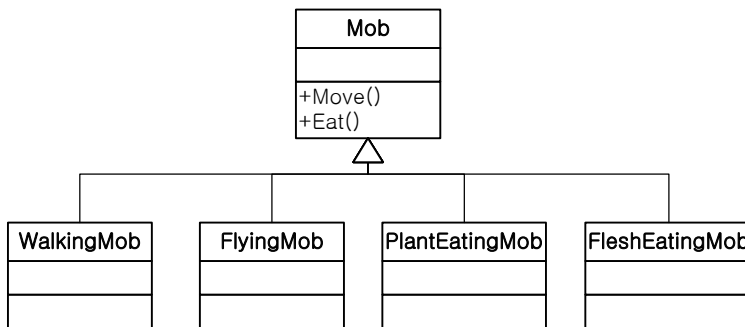 Mob
+Move()
+Eat()
WalkingMob
FlyingMob
PlantEatingMob
FleshEatingMob